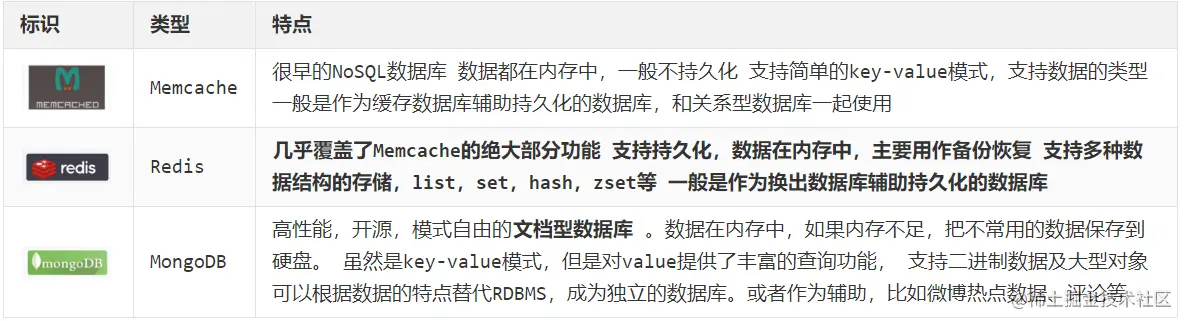 标识 类型 特点
MEMCACHED
Memcache
很早的NoSQL数据库 数据都在内存中，一般不持久化 支持简单的key-value模式，支持数据的类型
一般是作为缓存数据库辅助持久化的数据库，和关系型数据库一起使用
redis
Redis
几乎覆盖了Memcache的绝大部分功能 支持持久化，数据在内存中，主要用作备份恢复 支持多种数
据结构的存储，list，set，hash，zset等 一般是作为换出数据库辅助持久化的数据库
mongoDB
MongoDB
高性能，开源，模式自由的文档型数据库 。数据在内存中，如果内存不足，把不常用的数据保存到
硬盘。 虽然是key-value模式，但是对value提供了丰富的查询功能， 支持二进制数据及大型对象
可以根据数据的特点替代RDBMS，成为独立的数据库。或者作为辅助，比如微博热点数据、评论等
@稀土掘金技术社区